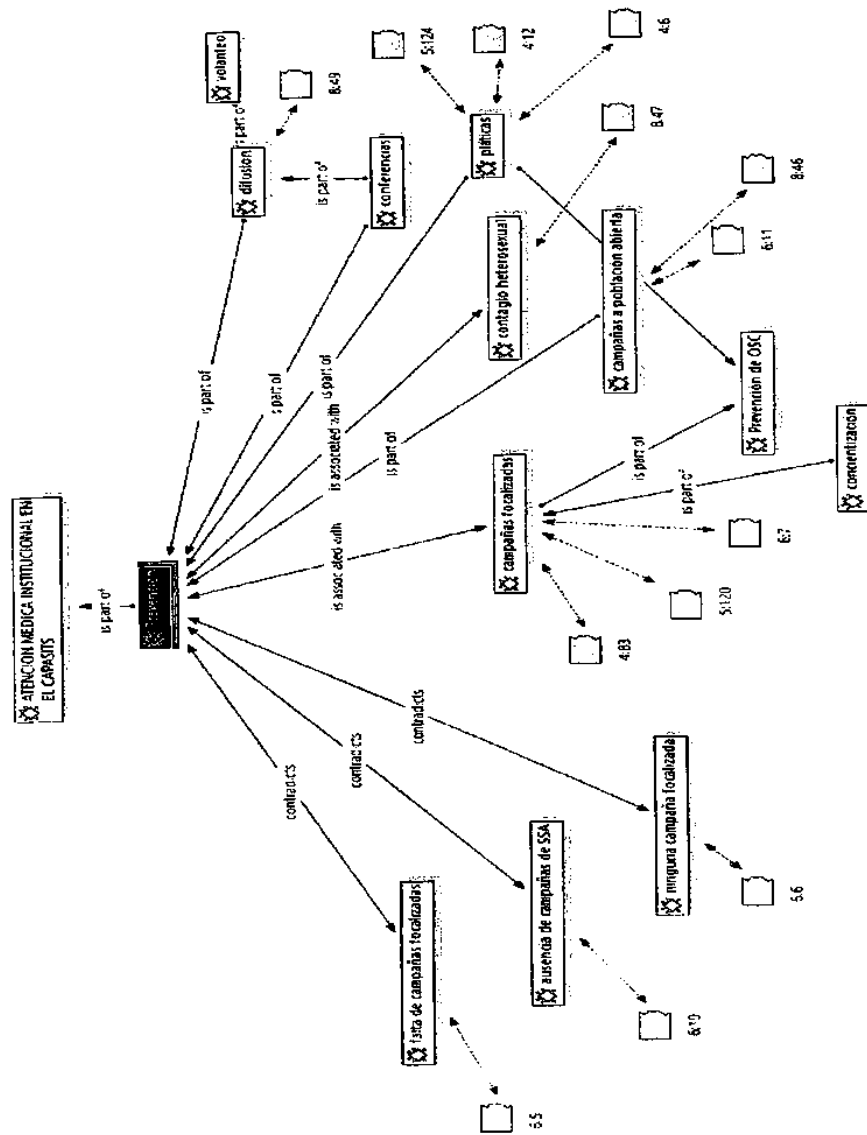 ATENCION MEDICA INSTITUCIONAL EN
EL CAPASITS
is part of
Prevención
is part of
is part of
is part of
is associated with
is part of
is associated with
contradicts
contradicts
contradicts
volanteo
is part of
difusion
8:49
is part of
conferencias
pláticas
5:124
4:12
4:6
contagio heterosexual
8:47
campañas a población abierta
8:46
6:11
campañas focalizadas
is part of
Prevención de OSC
is part of
concientización
6:7
5:120
4:83
ninguna campaña focalizada
5:6
ausencia de campañas de SSA
6:10
falta de campañas focalizadas
6:5